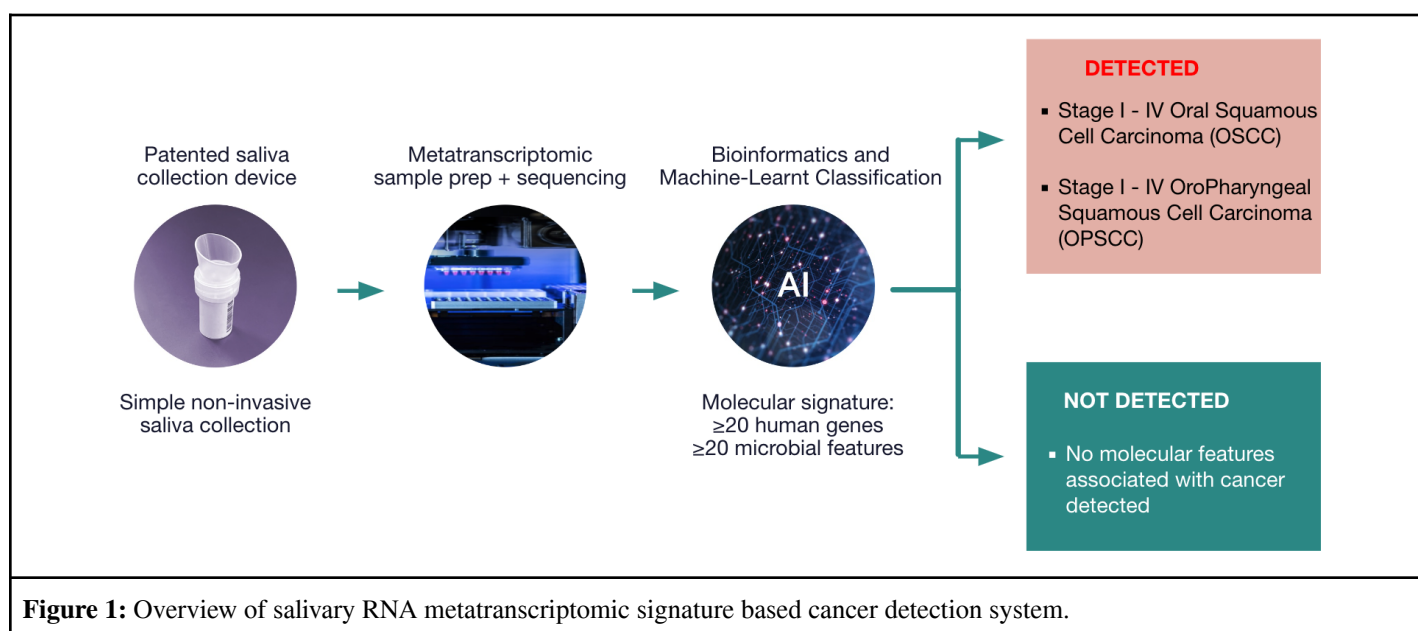 Patented saliva
collection device
Simple non-invasive
saliva collection
Metatranscriptomic
sample prep + sequencing
Bioinformatics and
Machine-Learnt Classification
AI
Molecular signature:
≥20 human genes
≥20 microbial features
DETECTED
▪ Stage I - IV Oral Squamous
Cell Carcinoma (OSCC)
▪ Stage I - IV OroPharyngeal
Squamous Cell Carcinoma
(OPSCC)
NOT DETECTED
▪ No molecular features
associated with cancer
detected
Figure 1: Overview of salivary RNA metatranscriptomic signature based cancer detection system.